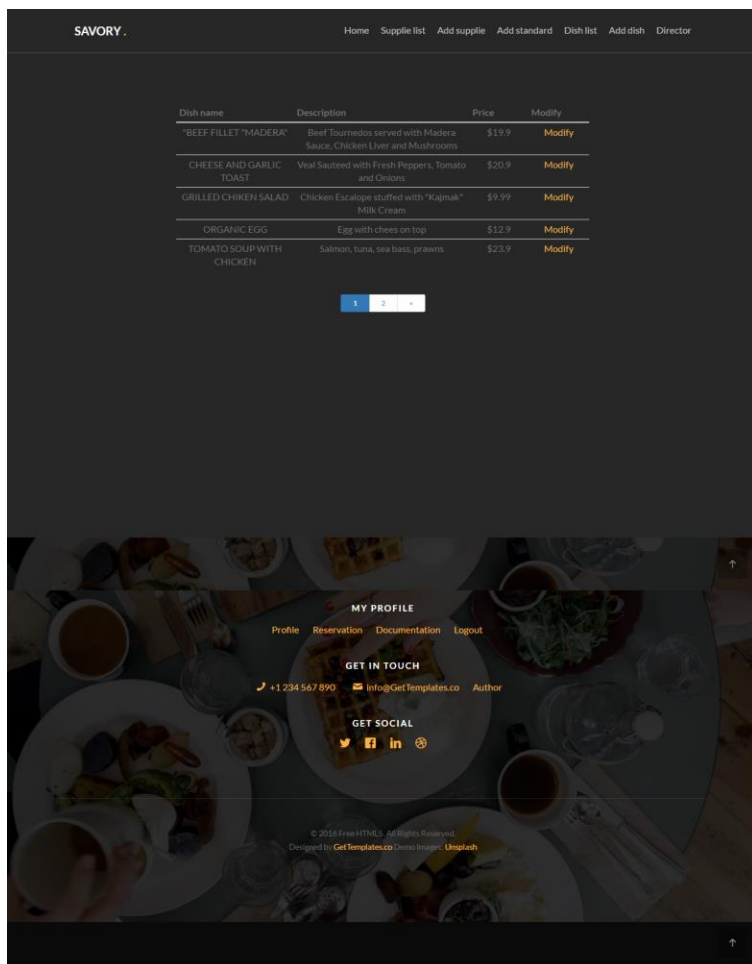 SAVORY.
Home Supplie list Add supplie Add standard Dish list Add dish Director
Dish name Description Price Modify
"BEEF FILLET "MADERA" Beef Tournedos served with Madera $19.9 Modify
Sauce, Chicken Liver and Mushrooms
CHEESE AND GARLIC Veal Sauteed with Fresh Peppers, Tomato $20.9 Modify
TOAST and Onions
GRILLED CHIKEN SALAD Chicken Escalope stuffed with "Kajmak" $9.99 Modify
Milk Cream
ORGANIC EGG Egg with chees on top $12.9 Modify
TOMATO SOUP WITH Salmon, tuna, sea bass, prawns $23.9 Modify
CHICKEN
1 2 »
MY PROFILE
Profile Reservation Documentation Logout
GET IN TOUCH
+1 234 567 890 info@GetTemplates.co Author
GET SOCIAL
© 2016 Free HTML5. All Rights Reserved.
Designed by GetTemplates.co Demo Images: Unsplash